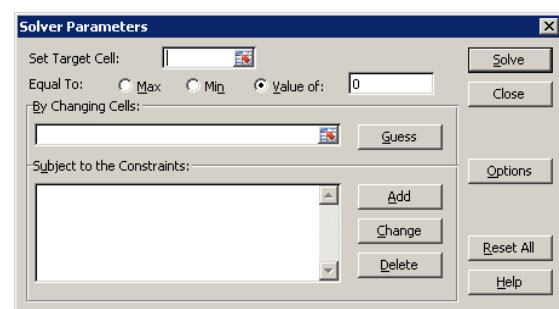 Solver Parameters
Set Target Cell:
Solve
Equal To: Max Min Value of: 0
Close
By Changing Cells:
Guess
Subject to the Constraints:
Options
Add
Change
Reset All
Delete
Help